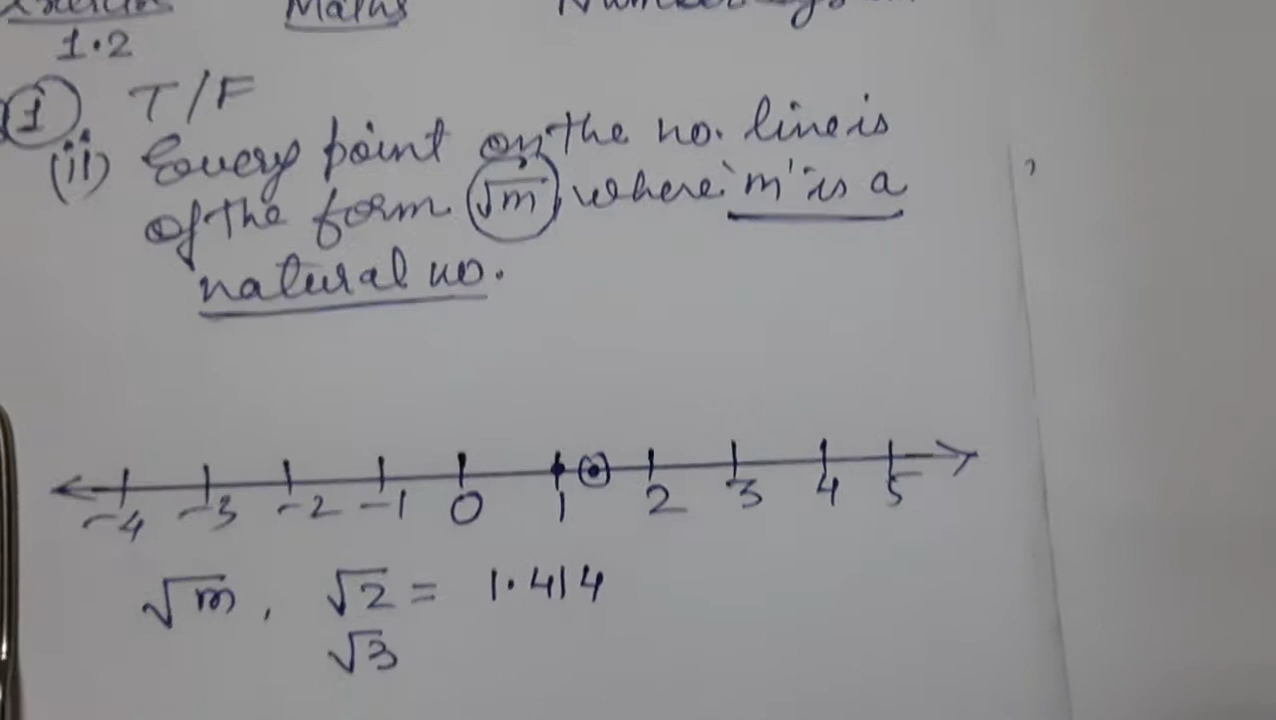 Maths
1.2
1 T/F
(ii) Every point on the no. line is
of the form √m, where 'm' is a
natural no.
-4 -3 -2 -1 0 1 2 3 4 5
√m, √2 = 1.414
√3